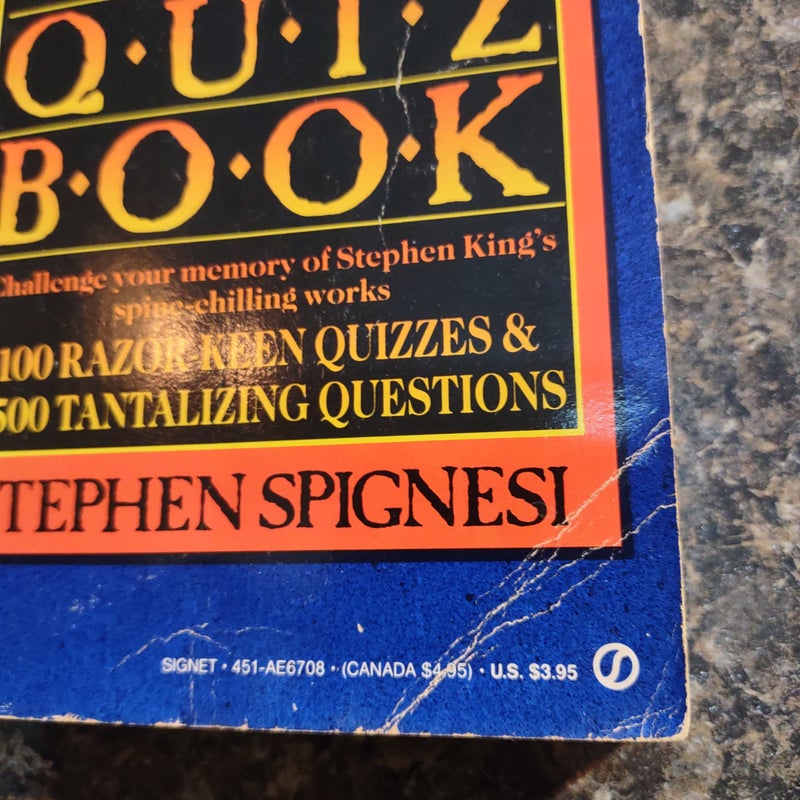 Q·U·I·Z
B·O·O·K
Challenge your memory of Stephen King's
spine-chilling works
100 RAZOR-KEEN QUIZZES &
500 TANTALIZING QUESTIONS
TEPHEN SPIGNESI
SIGNET • 451-AE6708 • (CANADA $4.95) • U.S. $3.95